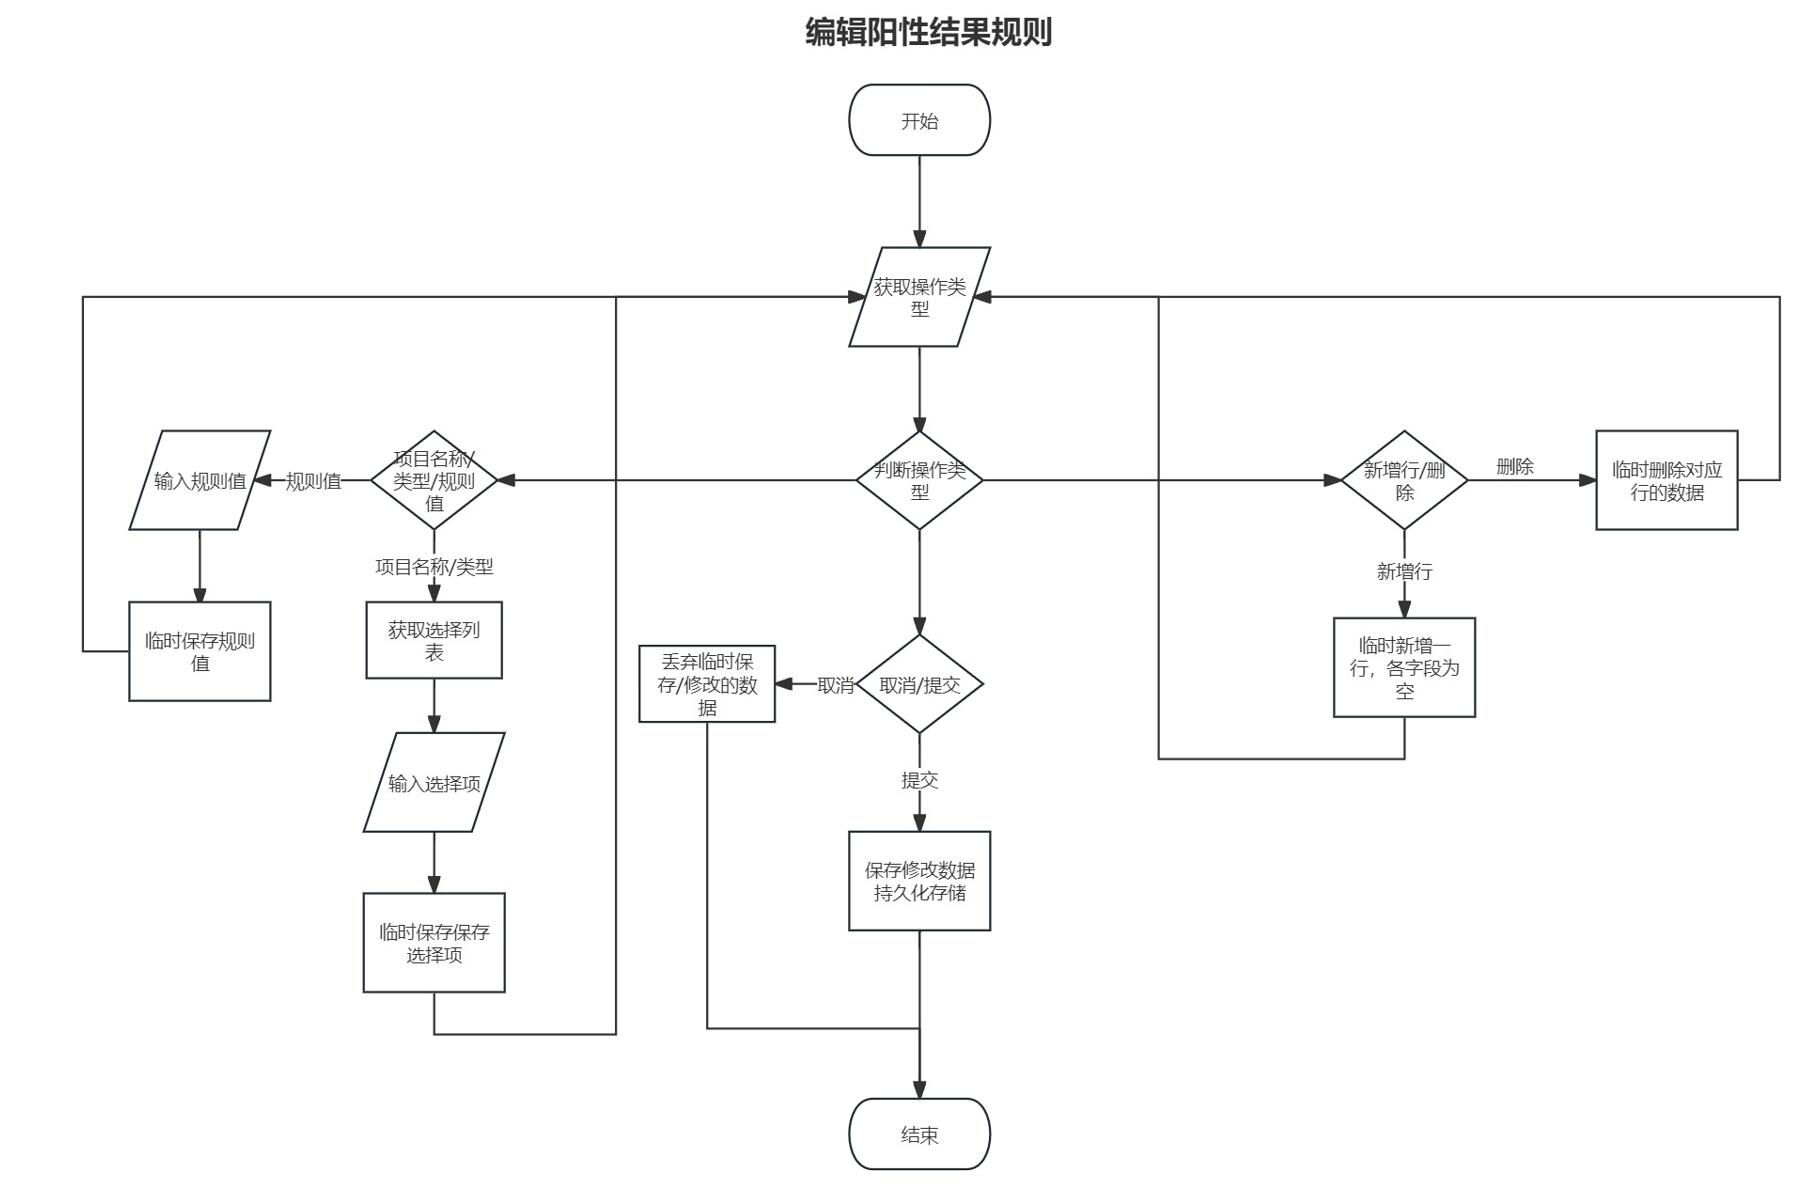 编辑阳性结果规则
开始
获取操作类
型
输入规则值
规则值
项目名称/
类型/规则
值
判断操作类
型
新增行/删
除
删除
临时删除对应
行的数据
项目名称/类型
新增行
临时保存规则
值
获取选择列
表
丢弃临时保
存/修改的数
据
取消
取消/提交
临时新增一
行，各字段为
空
输入选择项
提交
保存修改数据
持久化存储
临时保存保存
选择项
结束